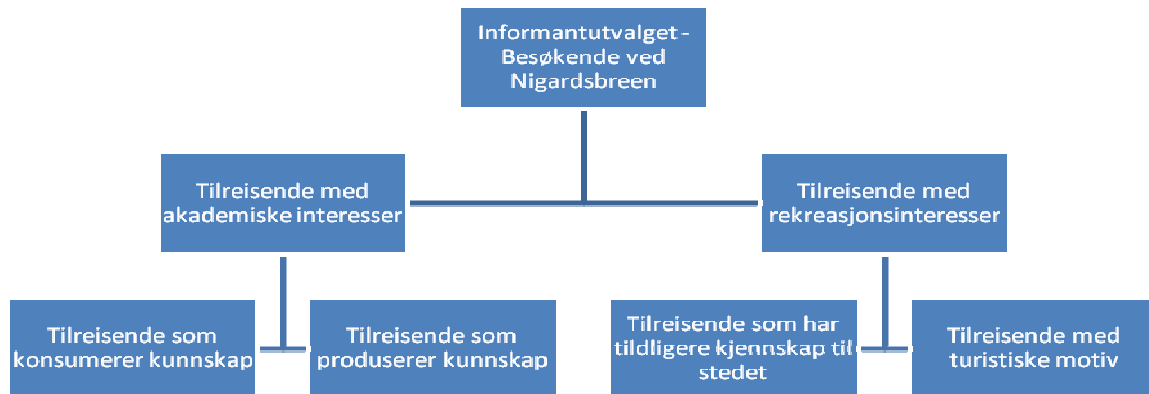 Informantutvalget -
Besøkende ved
Nigardsbreen
Tilreisende med
akademiske interesser
Tilreisende med
rekreasjonsinteresser
Tilreisende som
konsumerer kunnskap
Tilreisende som
produserer kunnskap
Tilreisende som har
tildligere kjennskap til
stedet
Tilreisende med
turistiske motiv